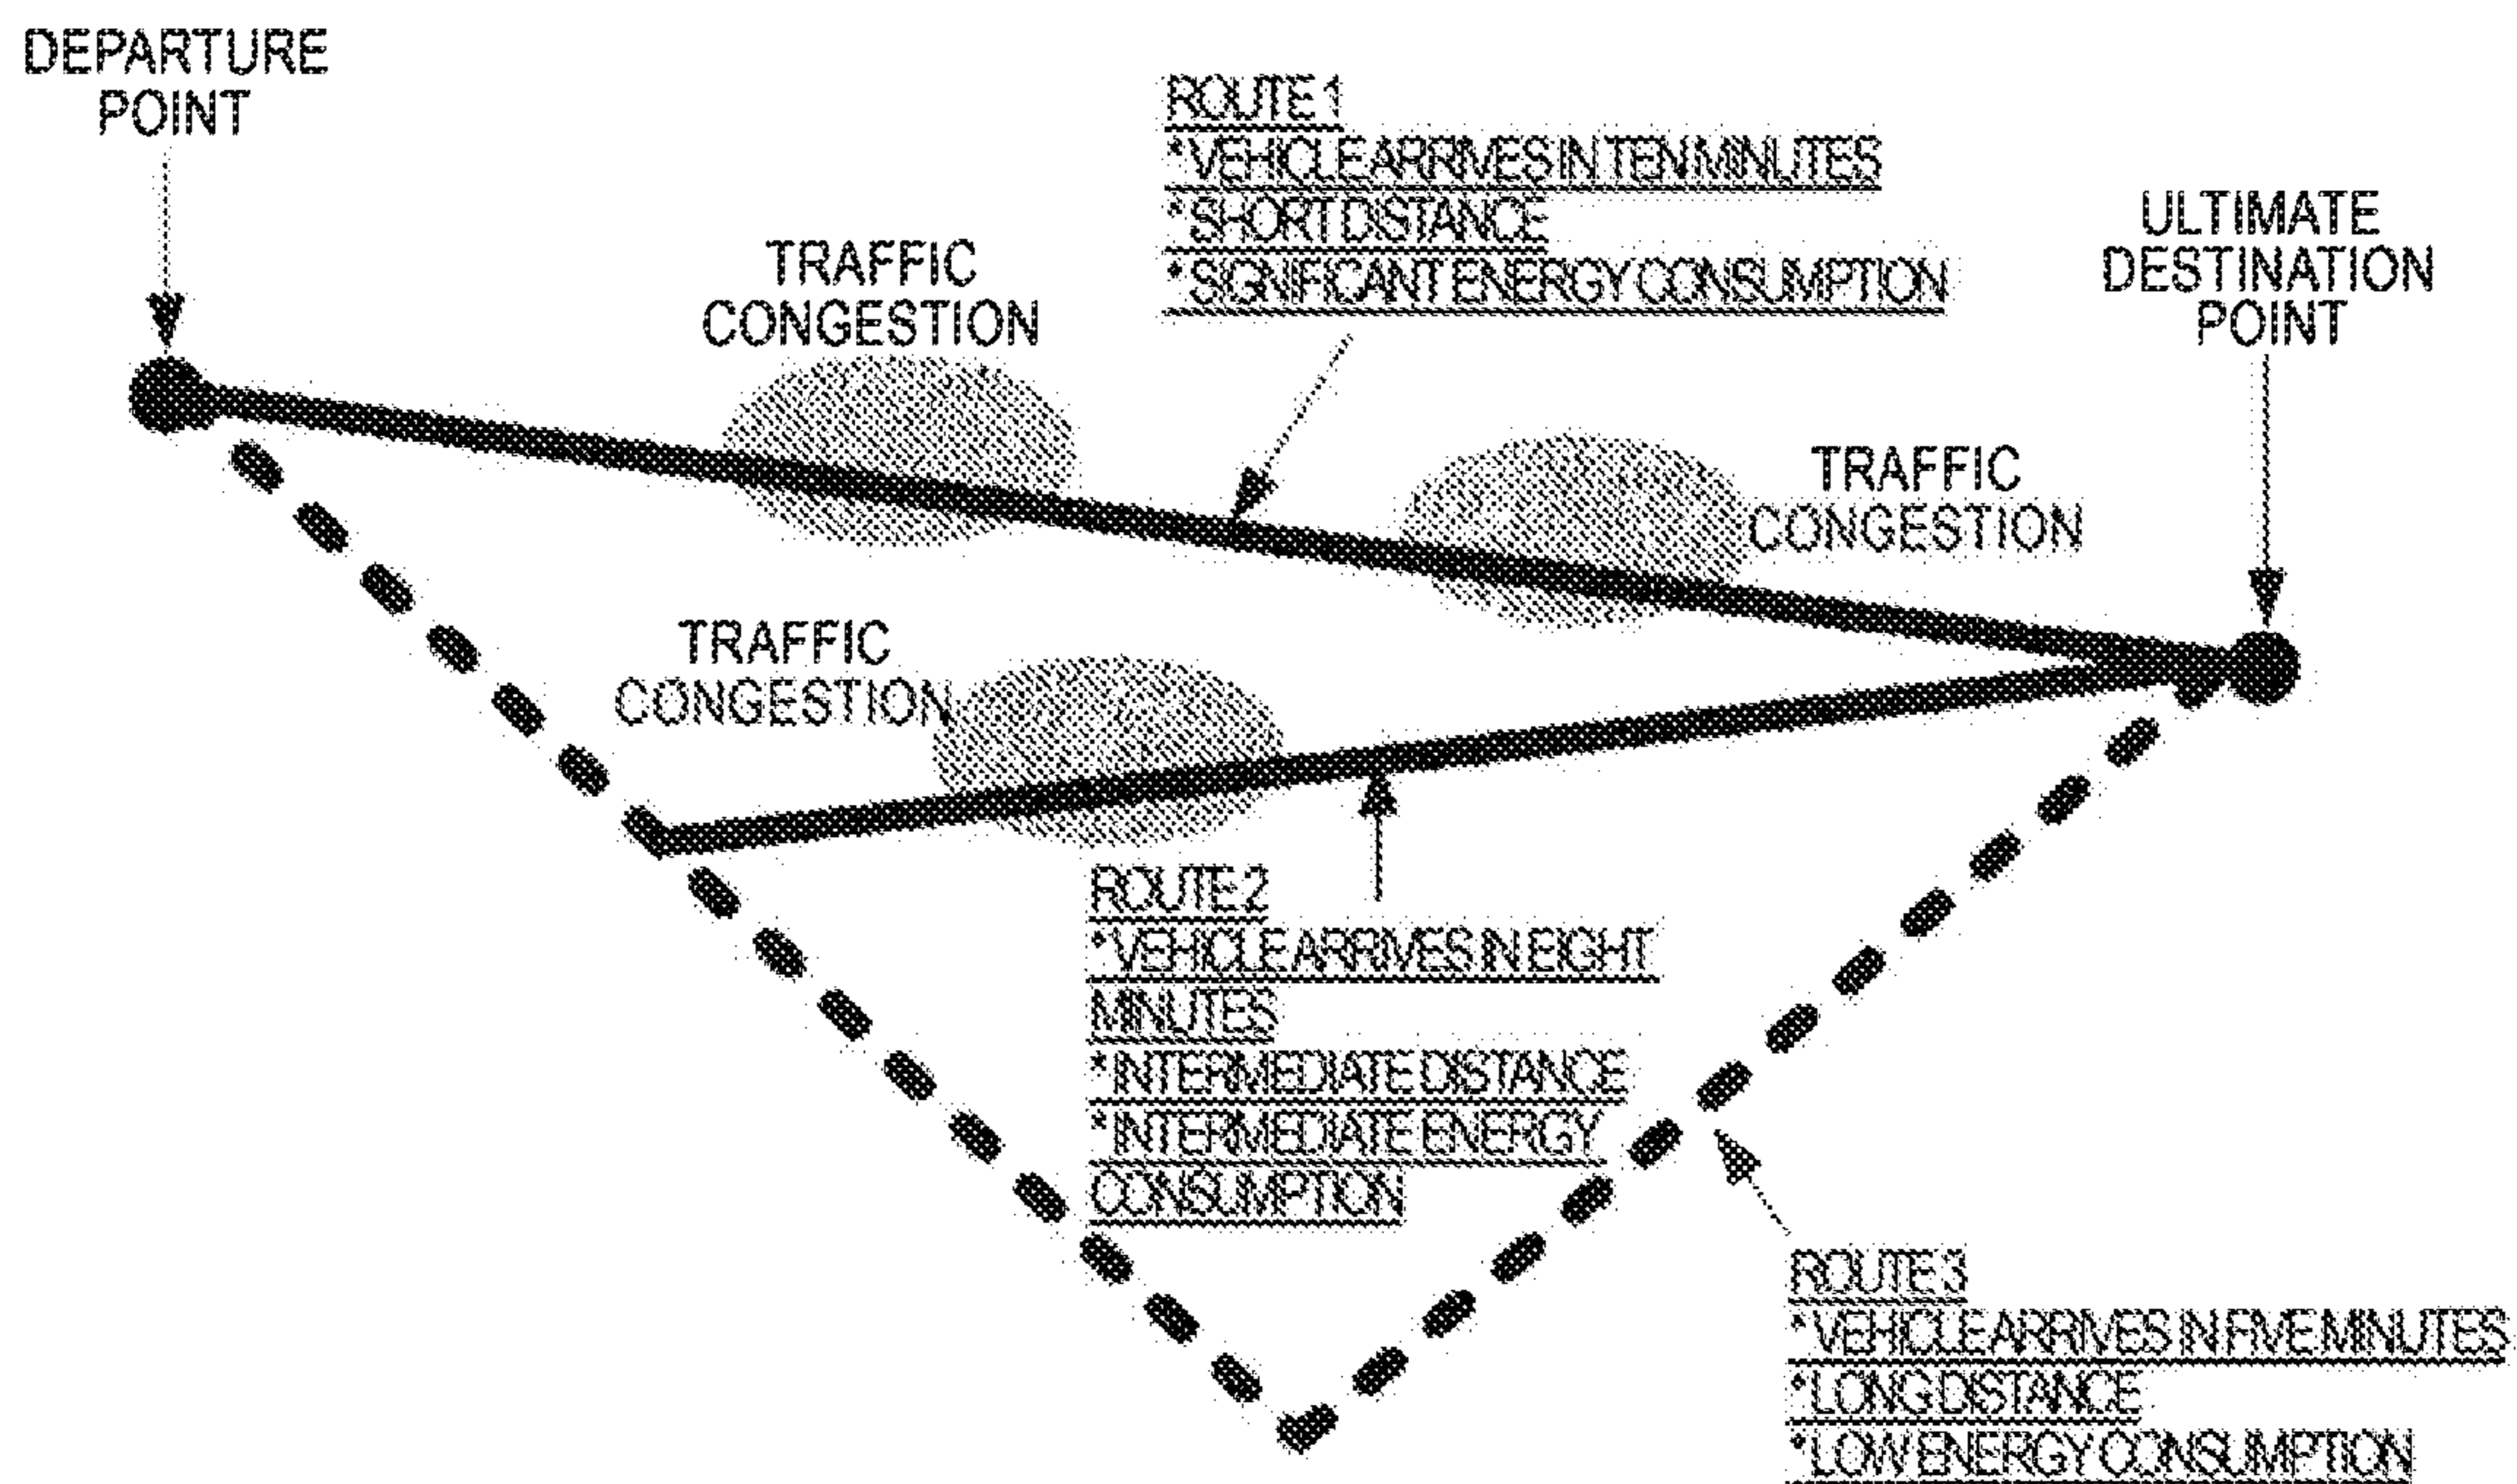 DEPARTURE
POINT
ROUTE 1
* VEHICLE ARRIVES IN TEN MINUTES
* SHORT DISTANCE
* SIGNIFICANT ENERGY CONSUMPTION
ULTIMATE
DESTINATION
POINT
TRAFFIC
CONGESTION
TRAFFIC
CONGESTION
TRAFFIC
CONGESTION
ROUTE 2
* VEHICLE ARRIVES IN EIGHT
MINUTES
* INTERMEDIATE DISTANCE
* INTERMEDIATE ENERGY
CONSUMPTION
ROUTE 3
* VEHICLE ARRIVES IN FIVE MINUTES
* LONG DISTANCE
* LOW ENERGY CONSUMPTION